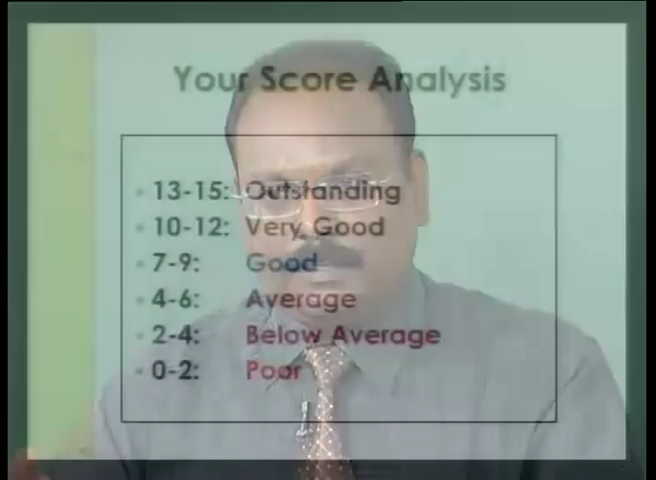 Your Score Analysis
• 13-15: Outstanding
• 10-12: Very Good
• 7-9: Good
• 4-6: Average
• 2-4: Below Average
• 0-2: Poor